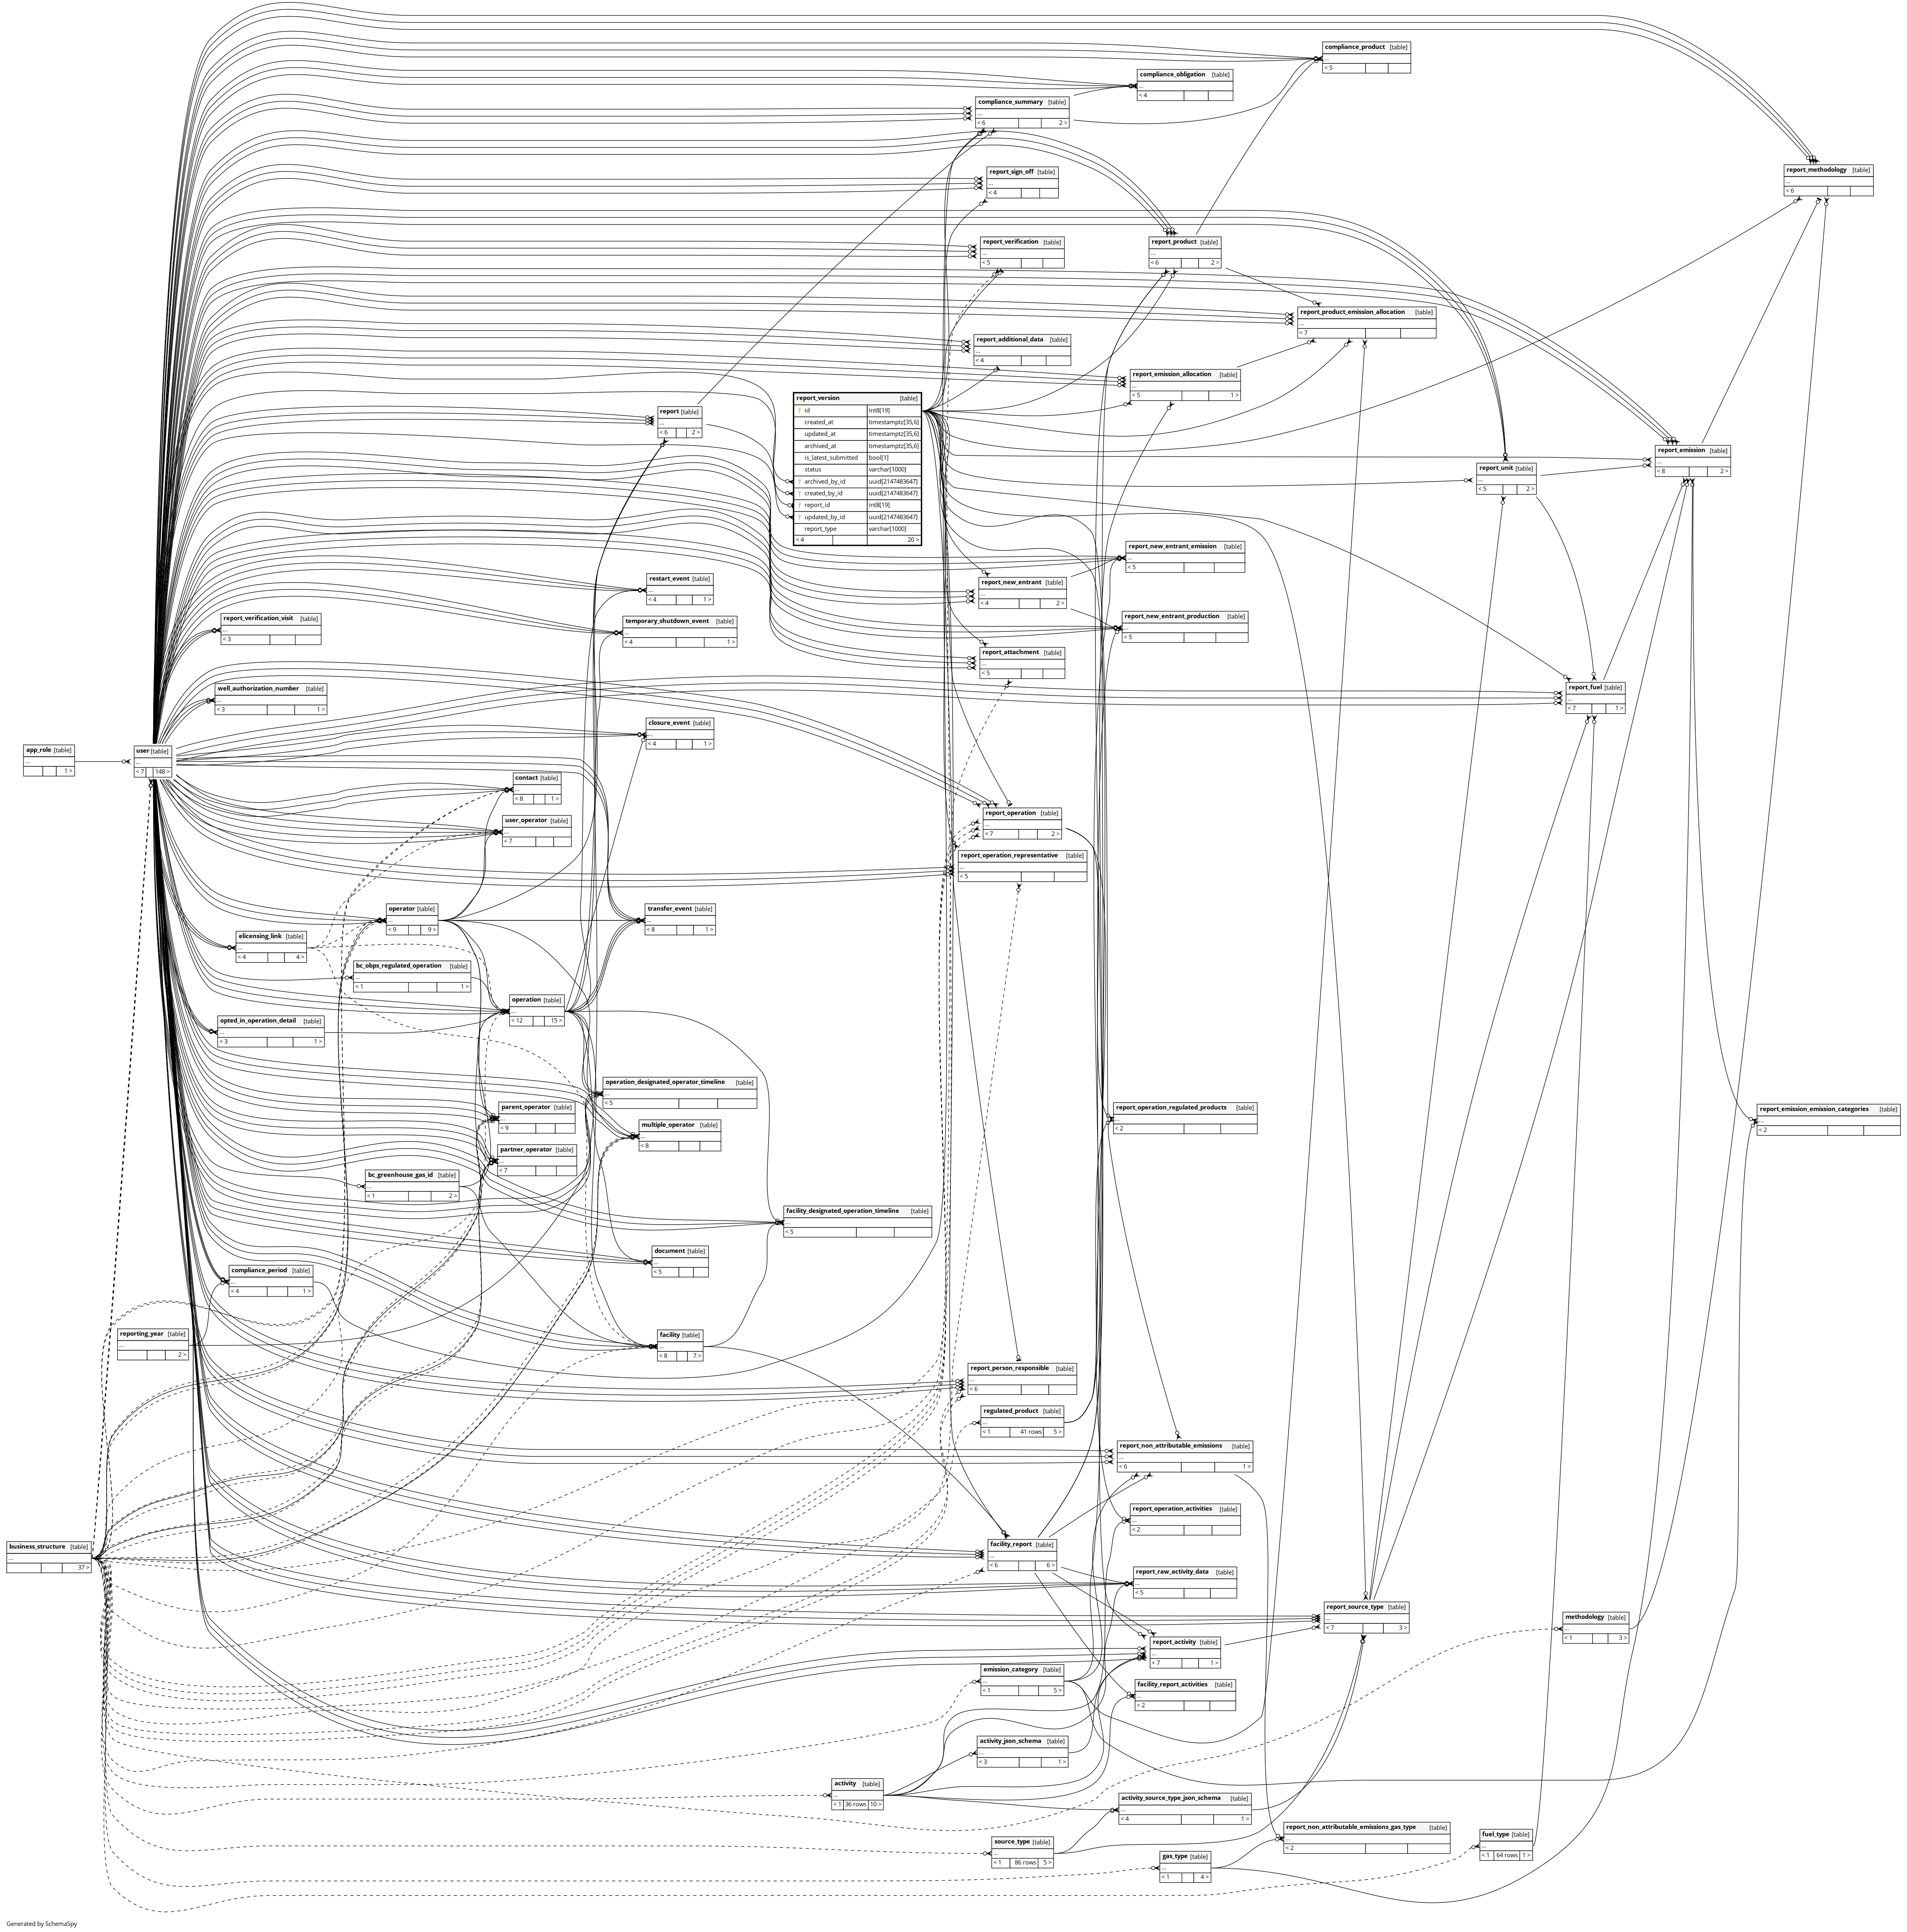 compliance_product [table]
...
< 5
compliance_obligation [table]
...
< 4
compliance_summary [table]
...
< 6 2 >
report_methodology [table]
...
< 6
report_sign_off [table]
...
< 4
report_verification [table]
...
< 5
report_product [table]
...
< 6 2 >
report_product_emission_allocation [table]
...
< 7
report_additional_data [table]
...
< 4
report_emission_allocation [table]
...
< 5 1 >
report_version [table]
id int8[19]
created_at timestamptz[35,6]
updated_at timestamptz[35,6]
archived_at timestamptz[35,6]
is_latest_submitted bool[1]
status varchar[1000]
archived_by_id uuid[2147483647]
created_by_id uuid[2147483647]
report_id int8[19]
updated_by_id uuid[2147483647]
report_type varchar[1000]
< 4 20 >
report [table]
...
< 6 2 >
report_emission [table]
...
< 8 2 >
report_unit [table]
...
< 5 2 >
report_new_entrant_emission [table]
...
< 5
restart_event [table]
...
< 4 1 >
report_new_entrant [table]
...
< 4 2 >
report_verification_visit [table]
...
< 3
temporary_shutdown_event [table]
...
< 4 1 >
report_new_entrant_production [table]
...
< 5
report_attachment [table]
...
< 5
well_authorization_number [table]
...
< 3 1 >
report_fuel [table]
...
< 7 1 >
closure_event [table]
...
< 4 1 >
app_role [table]
...
1 >
user [table]
...
< 7 148 >
contact [table]
...
< 8 1 >
user_operator [table]
...
< 7
report_operation [table]
...
< 7 2 >
report_operation_representative [table]
...
< 5
operator [table]
...
< 9 9 >
transfer_event [table]
...
< 8 1 >
elicensing_link [table]
...
< 4 4 >
bc_obps_regulated_operation [table]
...
< 1 1 >
operation [table]
...
< 12 15 >
opted_in_operation_detail [table]
...
< 3 1 >
operation_designated_operator_timeline [table]
...
< 5
parent_operator [table]
...
< 9
multiple_operator [table]
...
< 8
report_operation_regulated_products [table]
...
< 2
report_emission_emission_categories [table]
...
< 2
partner_operator [table]
...
< 7
bc_greenhouse_gas_id [table]
...
< 1 2 >
facility_designated_operation_timeline [table]
...
< 5
document [table]
...
< 5
compliance_period [table]
...
< 4 1 >
reporting_year [table]
...
2 >
facility [table]
...
< 8 7 >
report_person_responsible [table]
...
< 6
regulated_product [table]
...
< 1 41 rows 5 >
report_non_attributable_emissions [table]
...
< 6 1 >
report_operation_activities [table]
...
< 2
business_structure [table]
...
37 >
facility_report [table]
...
< 6 6 >
report_raw_activity_data [table]
...
< 5
report_source_type [table]
...
< 7 3 >
methodology [table]
...
< 1 3 >
report_activity [table]
...
< 7 1 >
emission_category [table]
...
< 1 5 >
facility_report_activities [table]
...
< 2
activity_json_schema [table]
...
< 3 1 >
activity [table]
...
< 1 36 rows 10 >
activity_source_type_json_schema [table]
...
< 4 1 >
report_non_attributable_emissions_gas_type [table]
...
< 2
fuel_type [table]
...
< 1 64 rows 1 >
source_type [table]
...
< 1 86 rows 5 >
gas_type [table]
...
< 1 4 >
Generated by SchemaSpy